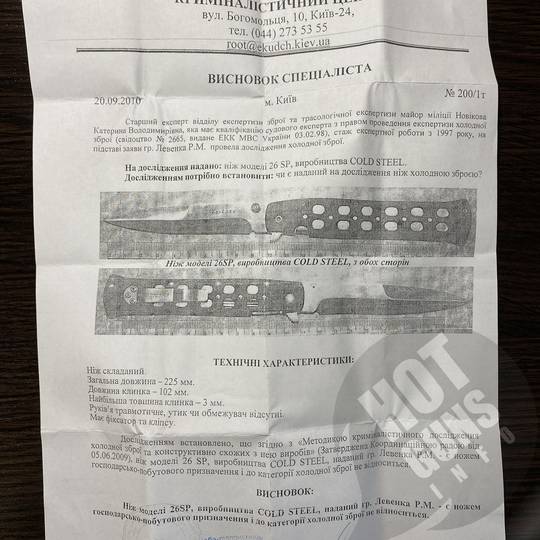 КРИМІНАЛІСТИЧНИЙ ЦЕ
вул. Богомольця, 10, Київ-24,
тел. (044) 273 53 55
root@ekudch.kiev.ua
ВИСНОВОК СПЕЦІАЛІСТА
№ 200/1т
20.09.2010 м. Київ
Старший експерт відділу експертизи зброї та трасологічної експертизи майор міліції Новікова
Катерина Володимирівна, яка має кваліфікацію судового експерта з правом проведення експертизи холодної
зброї (свідоцтво № 2665, видане ЕКК МВС України 03.02.98), стаж експертної роботи з 1997 року, на
підставі заяви гр. Левенка Р.М. провела дослідження холодної зброї.
На дослідження надано: ніж моделі 26 SP, виробництва COLD STEEL.
Дослідженням потрібно встановити: чи є наданий на дослідження ніж холодною зброєю?
Ніж моделі 26SP, виробництва COLD STEEL, з обох сторін
ТЕХНІЧНІ ХАРАКТЕРИСТИКИ:
Ніж складаний.
Загальна довжина – 225 мм.
Довжина клинка – 102 мм.
Найбільша товщина клинка – 3 мм.
Руків'я травмотичне, утик чи обмежувач відсутні.
Має фіксатор та кліпсу.
Дослідженням встановлено, що згідно з «Методикою криміналістичного дослідження
холодної зброї та конструктивно схожих з нею виробів» (Затверджена Координаційною радою від
05.06.2009), ніж моделі 26 SP, виробництва COLD STEEL, наданий гр. Левенка Р.М. - є ножем
господарсько-побутового призначення і до категорії холодної зброї не відноситься.
ВИСНОВОК:
Ніж моделі 26SP, виробництва COLD STEEL, наданий гр. Левенка Р.М. - є ножем
господарсько-побутового призначення і до категорії холодної зброї не відноситься.
HOT
GUNS
INFO